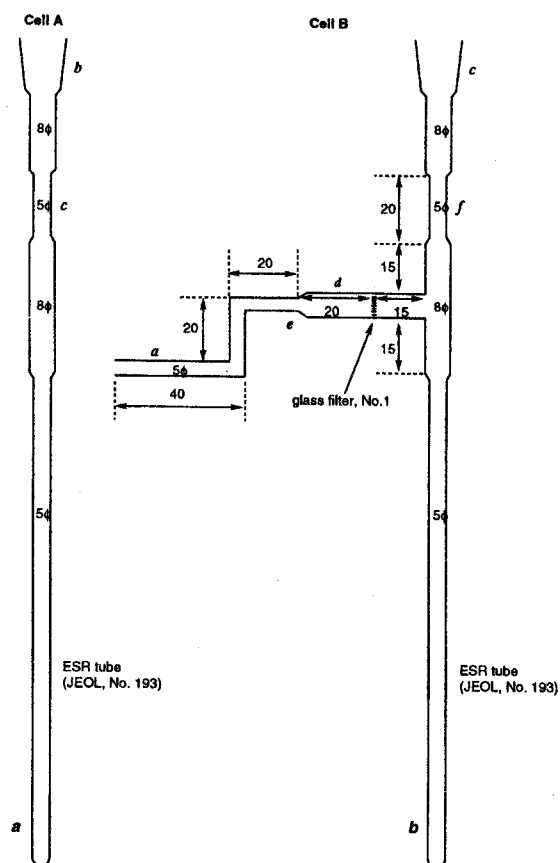 Cell A
b
8ϕ
5ϕ
c
8ϕ
5ϕ
ESR tube
(JEOL, No. 193)
a
Cell B
c
8ϕ
20
5ϕ
f
15
20
d
20
a
e
20
15
8ϕ
15
5ϕ
40
glass filter, No.1
5ϕ
ESR tube
(JEOL, No. 193)
b